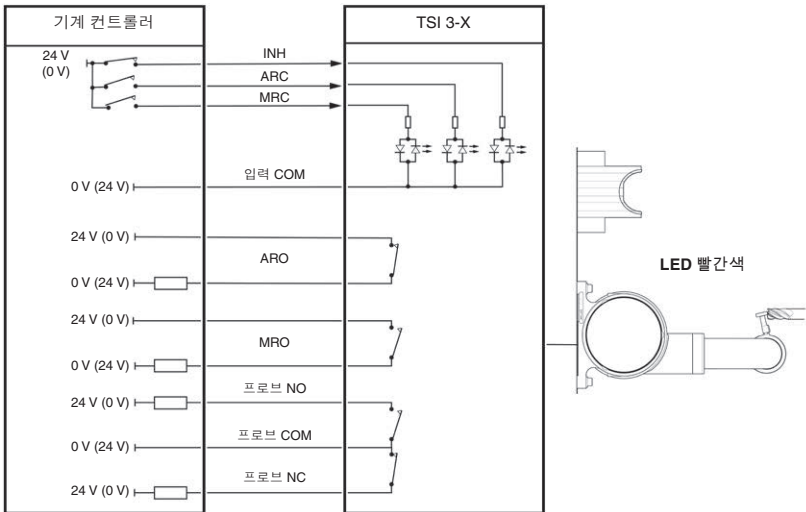 기계 컨트롤러
TSI 3-X
24 V
(0 V)
INH
ARC
MRC
0 V (24 V)
입력 COM
24 V (0 V)
ARO
0 V (24 V)
24 V (0 V)
MRO
0 V (24 V)
프로브 NO
24 V (0 V)
프로브 COM
0 V (24 V)
프로브 NC
24 V (0 V)
LED 빨간색